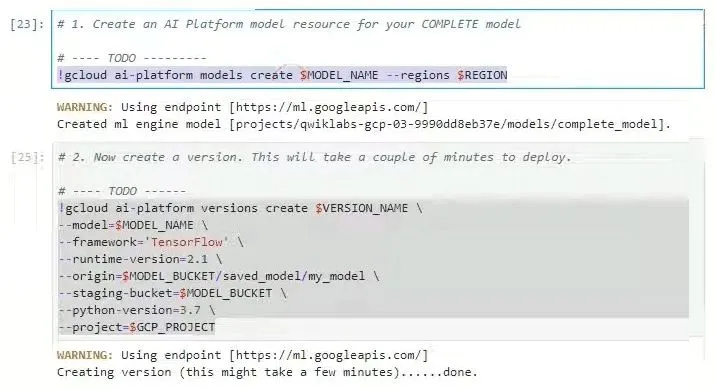 [23]: # 1. Create an AI Platform model resource for your COMPLETE model
# ---- TODO ---------
!gcloud ai-platform models create $MODEL_NAME --regions $REGION
WARNING: Using endpoint [https://ml.googleapis.com/]
Created ml engine model [projects/qwiklabs-gcp-03-9990dd8eb37e/models/complete_model].
[25]: # 2. Now create a version. This will take a couple of minutes to deploy.
# ---- TODO ------
!gcloud ai-platform versions create $VERSION_NAME \
--model=$MODEL_NAME \
--framework='TensorFlow' \
--runtime-version=2.1 \
--origin=$MODEL_BUCKET/saved_model/my_model \
--staging-bucket=$MODEL_BUCKET \
--python-version=3.7 \
--project=$GCP_PROJECT
WARNING: Using endpoint [https://ml.googleapis.com/]
Creating version (this might take a few minutes)......done.